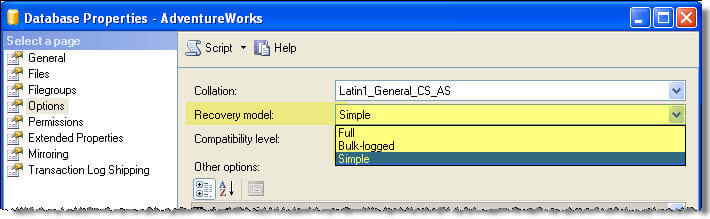 Database Properties - AdventureWorks
Select a page
General
Files
Filegroups
Options
Permissions
Extended Properties
Mirroring
Transaction Log Shipping
Script
Help
Collation:
Latin1_General_CS_AS
Recovery model:
Simple
Full
Bulk-logged
Simple
Compatibility level:
Other options:
A
Z